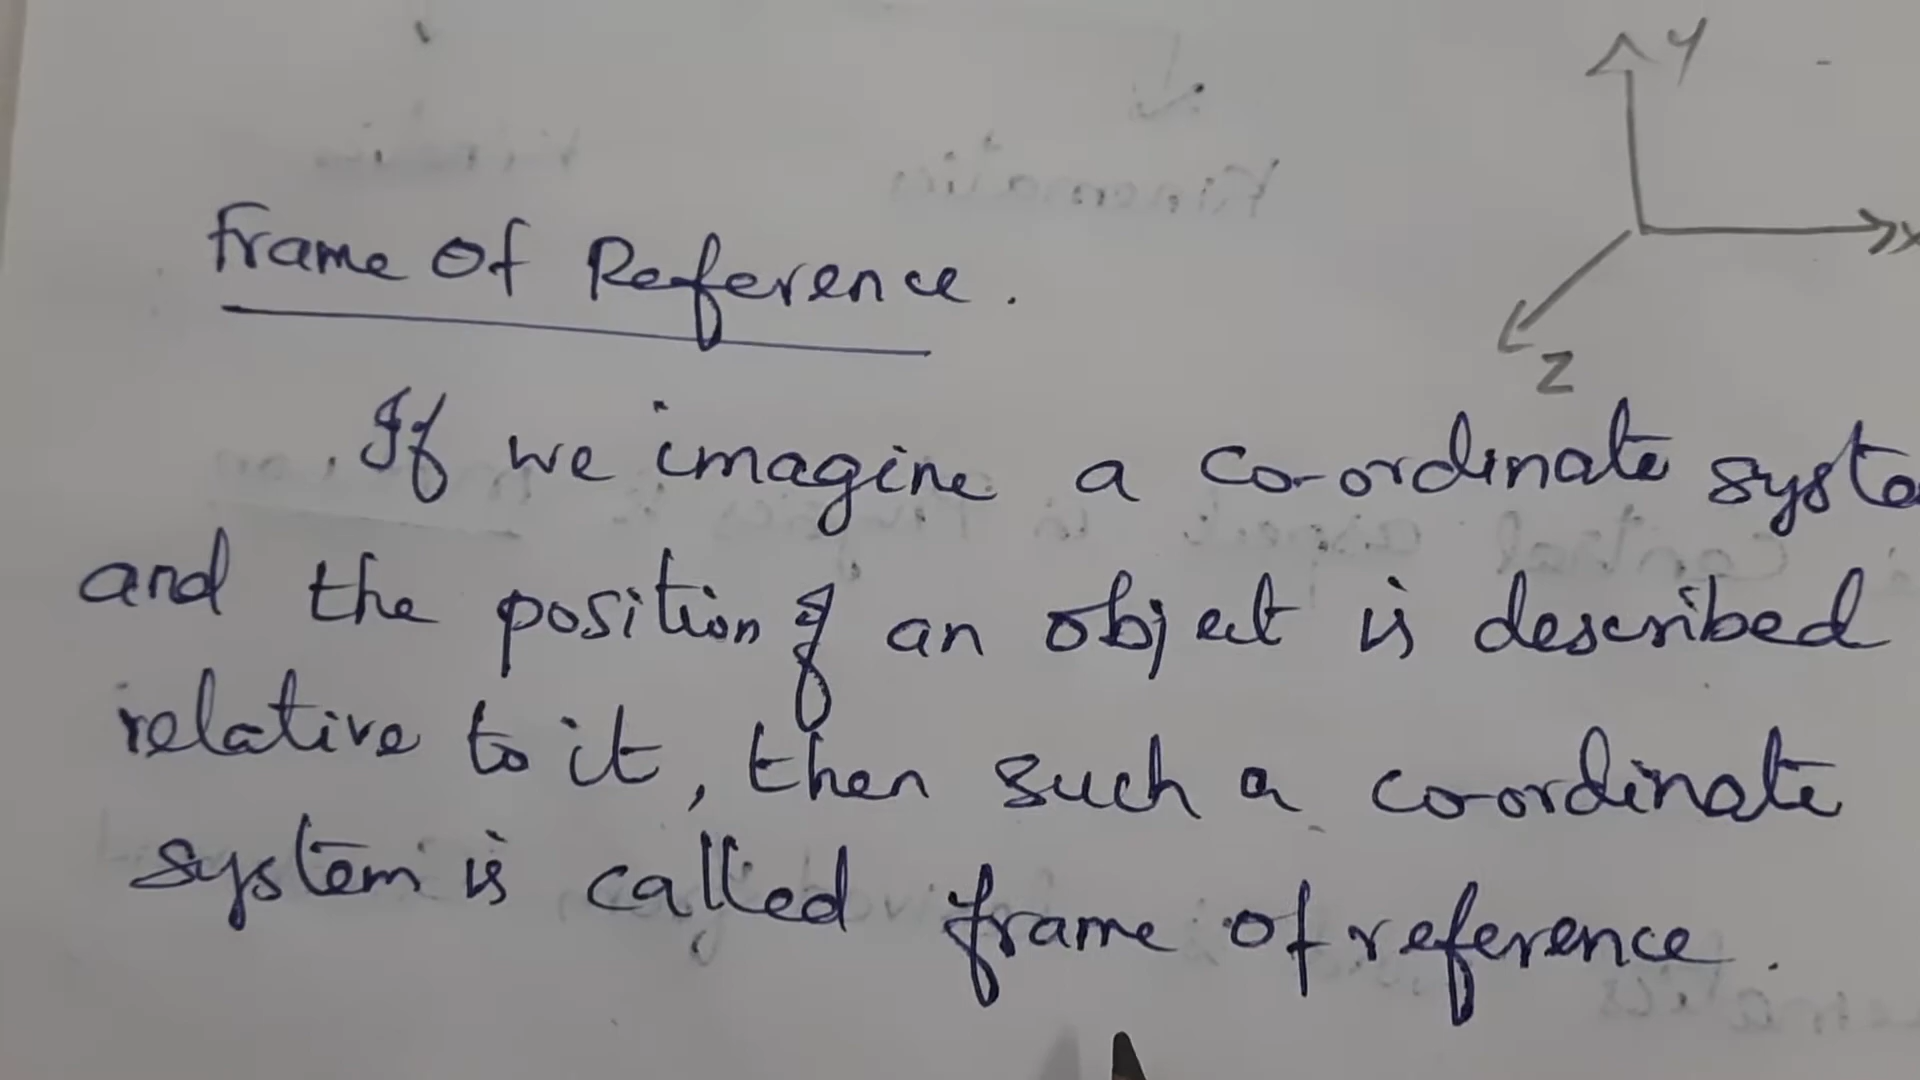 Y
X
Z
Frame Of Reference.
If we imagine a co-ordinate syste
and the position of an object is described
relative to it, then such a co-ordinate
system is called frame of reference.